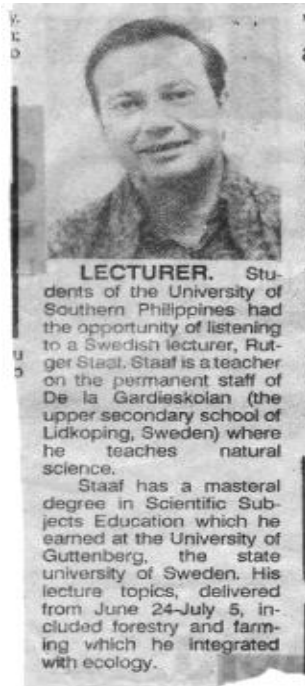 LECTURER. Stu-
dents of the University of
Southern Philippines had
the opportunity of listening
to a Swedish lecturer, Rut-
ger Staaf. Staaf is a teacher
on the permanent staff of
De la Gardieskolan (the
upper secondary school of
Lidkoping, Sweden) where
he teaches natural
science.
Staaf has a masteral
degree in Scientific Sub-
jects Education which he
earned at the University of
Guttenberg, the state
university of Sweden. His
lecture topics, delivered
from June 24-July 5, in-
cluded forestry and farm-
ing which he integrated
with ecology.